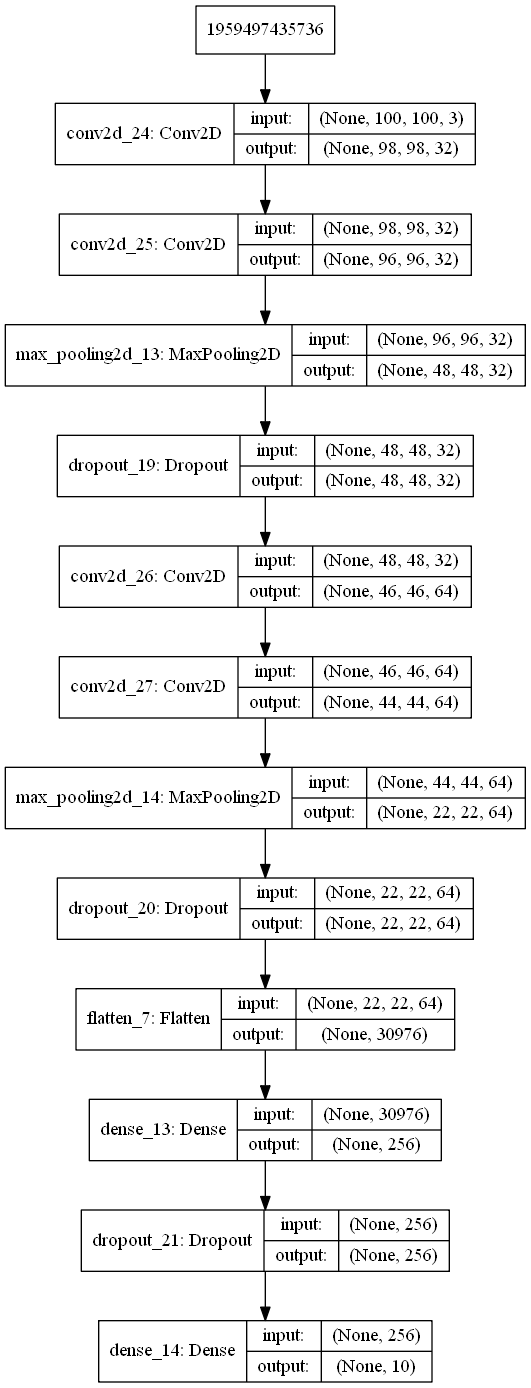 1959497435736
conv2d_24: Conv2D
input:
(None, 100, 100, 3)
output:
(None, 98, 98, 32)
conv2d_25: Conv2D
input:
(None, 98, 98, 32)
output:
(None, 96, 96, 32)
max_pooling2d_13: MaxPooling2D
input:
(None, 96, 96, 32)
output:
(None, 48, 48, 32)
dropout_19: Dropout
input:
(None, 48, 48, 32)
output:
(None, 48, 48, 32)
conv2d_26: Conv2D
input:
(None, 48, 48, 32)
output:
(None, 46, 46, 64)
conv2d_27: Conv2D
input:
(None, 46, 46, 64)
output:
(None, 44, 44, 64)
max_pooling2d_14: MaxPooling2D
input:
(None, 44, 44, 64)
output:
(None, 22, 22, 64)
dropout_20: Dropout
input:
(None, 22, 22, 64)
output:
(None, 22, 22, 64)
flatten_7: Flatten
input:
(None, 22, 22, 64)
output:
(None, 30976)
dense_13: Dense
input:
(None, 30976)
output:
(None, 256)
dropout_21: Dropout
input:
(None, 256)
output:
(None, 256)
dense_14: Dense
input:
(None, 256)
output:
(None, 10)